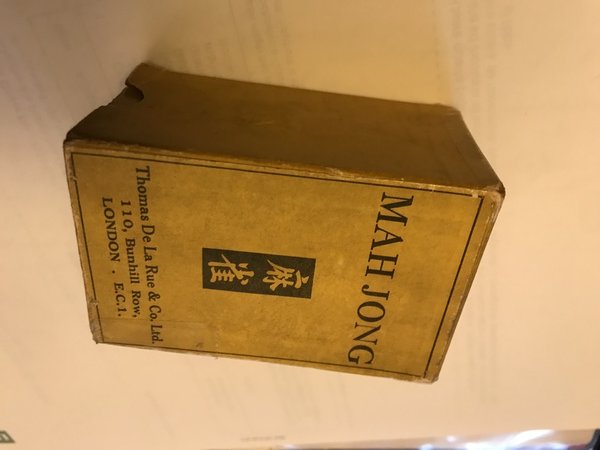 MAH JONG
麻雀
Thomas De La Rue & Co. Ltd.
110, Bunhill Row,
LONDON · E.C.1.